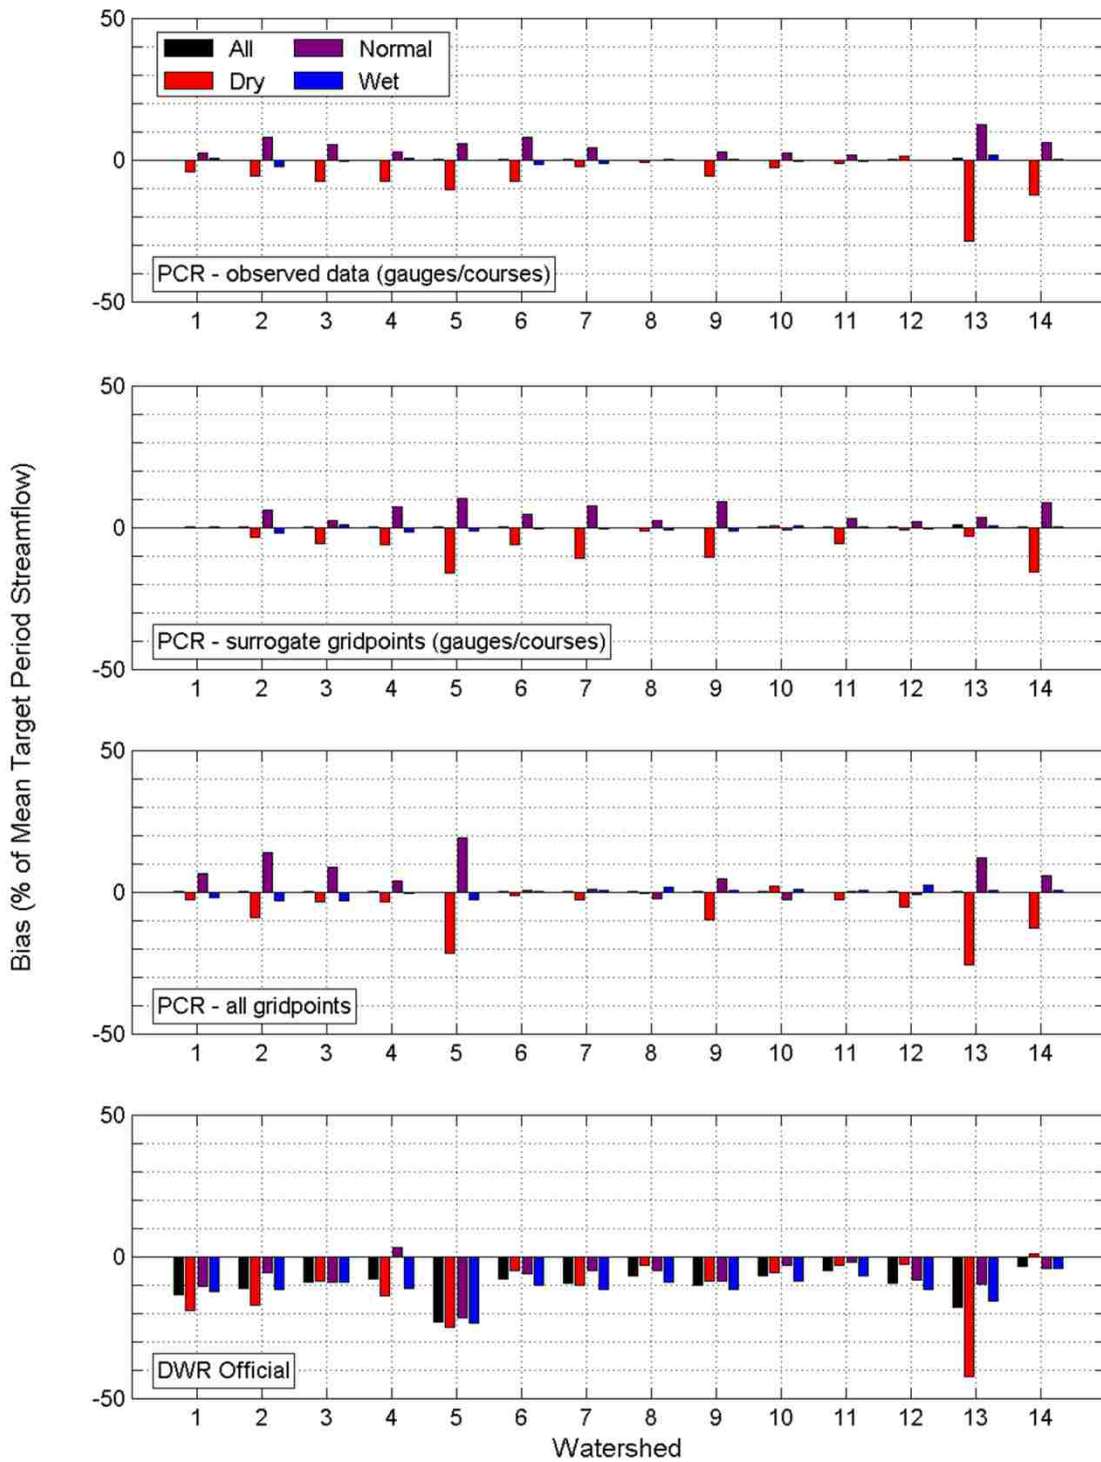 50
All Normal
Dry Wet
0
PCR - observed data (gauges/courses)
-50
1 2 3 4 5 6 7 8 9 10 11 12 13 14
50
0
PCR - surrogate gridpoints (gauges/courses)
-50
1 2 3 4 5 6 7 8 9 10 11 12 13 14
Bias (% of Mean Target Period Streamflow)
50
0
PCR - all gridpoints
-50
1 2 3 4 5 6 7 8 9 10 11 12 13 14
50
0
DWR Official
-50
1 2 3 4 5 6 7 8 9 10 11 12 13 14
Watershed